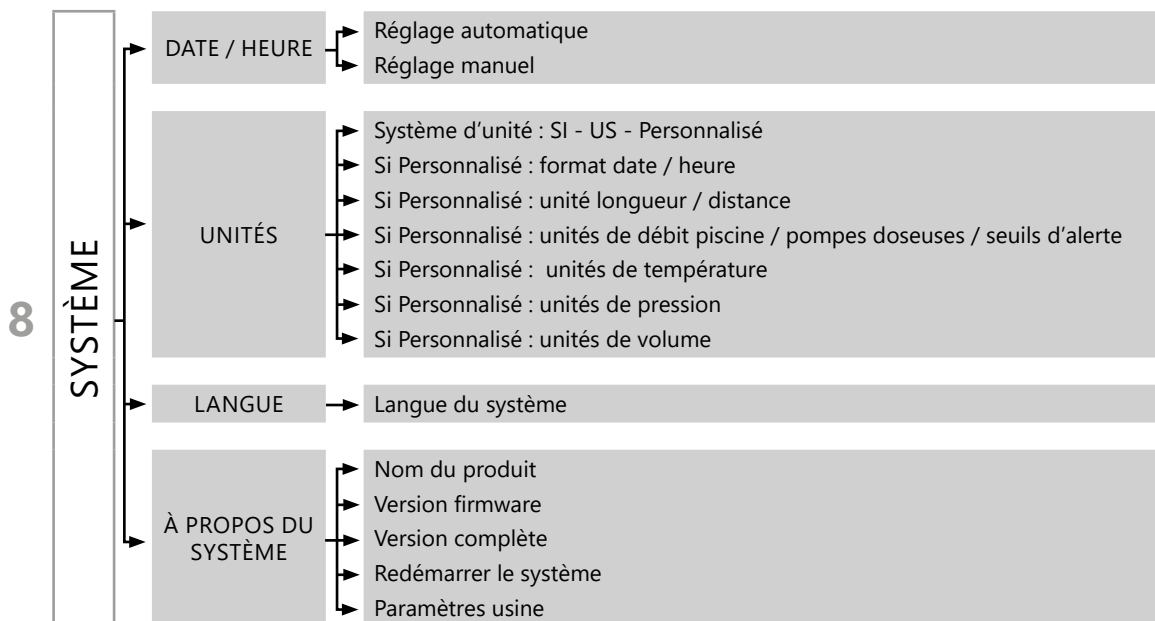 8
SYSTÈME
DATE / HEURE
Réglage automatique
Réglage manuel
UNITÉS
Système d'unité : SI - US - Personnalisé
Si Personnalisé : format date / heure
Si Personnalisé : unité longueur / distance
Si Personnalisé : unités de débit piscine / pompes doseuses / seuils d'alerte
Si Personnalisé :  unités de température
Si Personnalisé : unités de pression
Si Personnalisé : unités de volume
LANGUE
Langue du système
À PROPOS DU
SYSTÈME
Nom du produit
Version firmware
Version complète
Redémarrer le système
Paramètres usine